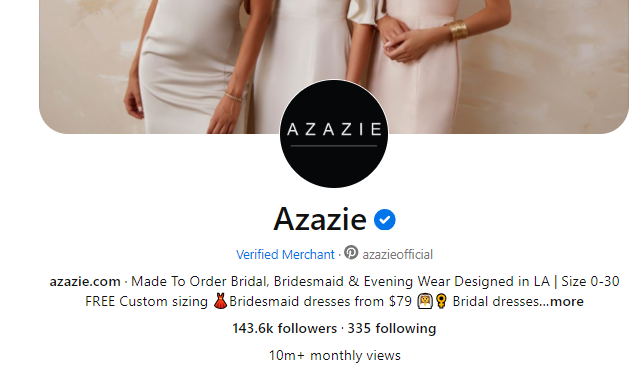 AZAZIE
Azazie
Verified Merchant · azazieofficial
azazie.com · Made To Order Bridal, Bridesmaid & Evening Wear Designed in LA | Size 0-30
FREE Custom sizing 💃Bridesmaid dresses from $79 👰🌻 Bridal dresses...more
143.6k followers · 335 following
10m+ monthly views